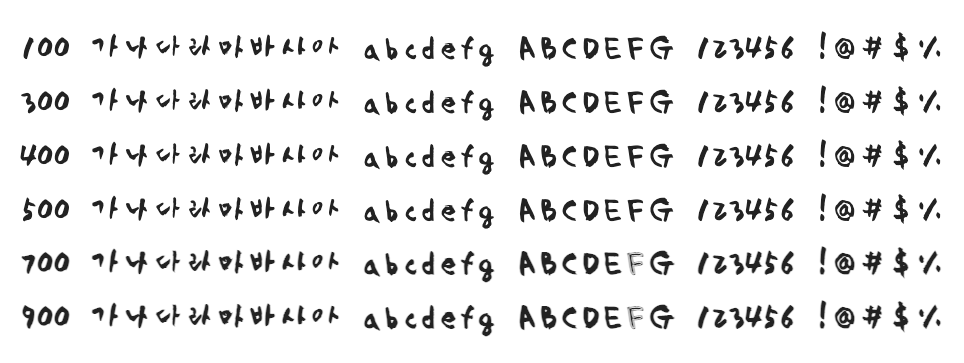 100 가나다라마바사아 abcdefg ABCDEFG 123456 !@#$%
300 가나다라마바사아 abcdefg ABCDEFG 123456 !@#$%
400 가나다라마바사아 abcdefg ABCDEFG 123456 !@#$%
500 가나다라마바사아 abcdefg ABCDEFG 123456 !@#$%
700 가나다라마바사아 abcdefg ABCDEFG 123456 !@#$%
900 가나다라마바사아 abcdefg ABCDEFG 123456 !@#$%